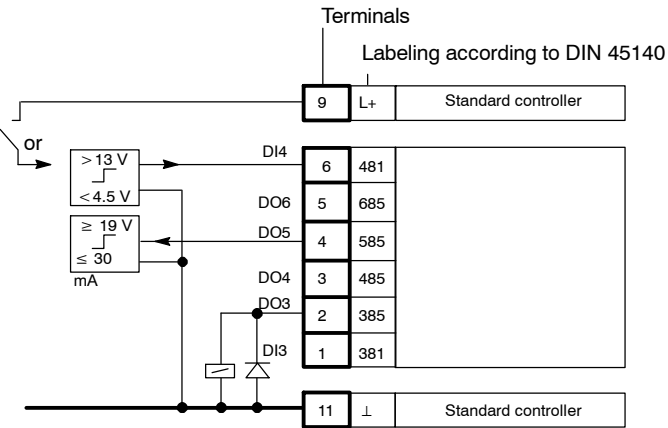 Terminals
Labeling according to DIN 45140
9 L+ Standard controller
or
> 13 V
< 4.5 V
DI4 6 481
DO6 5 685
≥ 19 V
≤ 30
mA
DO5 4 585
DO4 3 485
DO3 2 385
DI3 1 381
11 ⊥ Standard controller